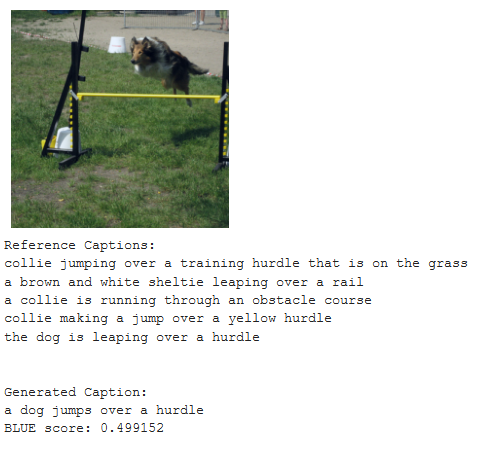 Reference Captions:
collie jumping over a training hurdle that is on the grass
a brown and white sheltie leaping over a rail
a collie is running through an obstacle course
collie making a jump over a yellow hurdle
the dog is leaping over a hurdle
Generated Caption:
a dog jumps over a hurdle
BLUE score: 0.499152